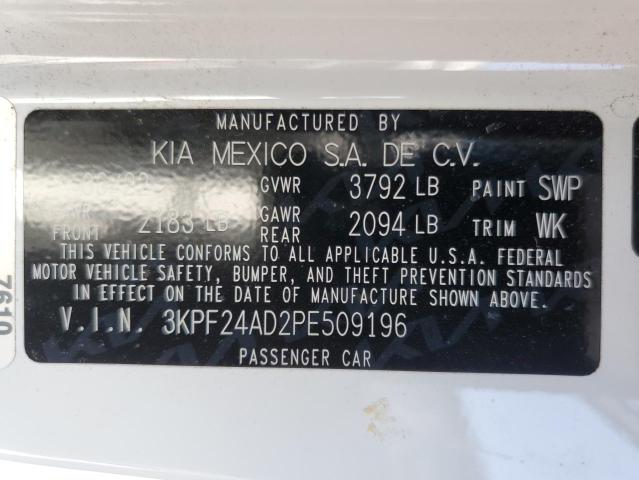 MANUFACTURED BY
KIA MEXICO S.A. DE C.V.
GVWR 3792 LB PAINT SWP
FRONT 2183 LB GAWR REAR 2094 LB TRIM WK
THIS VEHICLE CONFORMS TO ALL APPLICABLE U.S.A. FEDERAL
MOTOR VEHICLE SAFETY, BUMPER, AND THEFT PREVENTION STANDARDS
IN EFFECT ON THE DATE OF MANUFACTURE SHOWN ABOVE.
V.I.N. 3KPF24AD2PE509196
PASSENGER CAR
7610